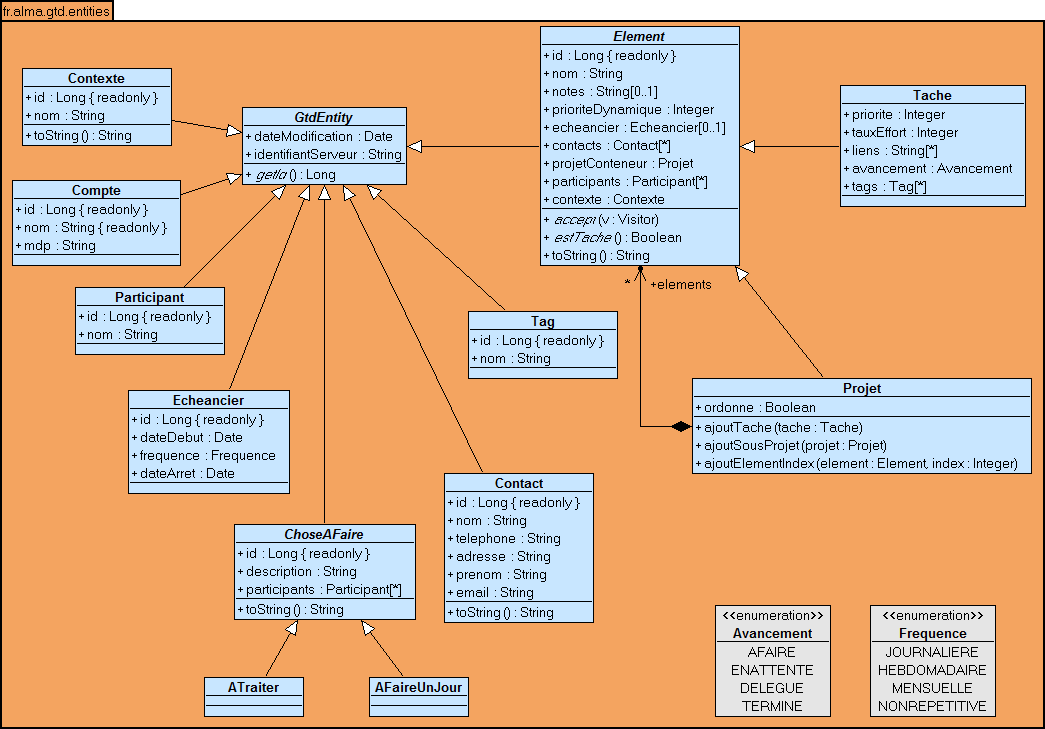 fr.alma.gtd.entities
Contexte
+ id : Long { readonly }
+ nom : String
+ toString () : String
Compte
+ id : Long { readonly }
+ nom : String { readonly }
+ mdp : String
GtdEntity
+ dateModification : Date
+ identifiantServeur : String
+ getId () : Long
Element
+ id : Long { readonly }
+ nom : String
+ notes : String[0..1]
+ prioriteDynamique : Integer
+ echeancier : Echeancier[0..1]
+ contacts : Contact[*]
+ projetConteneur : Projet
+ participants : Participant[*]
+ contexte : Contexte
+ accept (v : Visitor)
+ estTache () : Boolean
+ toString () : String
Tache
+ priorite : Integer
+ tauxEffort : Integer
+ liens : String[*]
+ avancement : Avancement
+ tags : Tag[*]
* +elements
Participant
+ id : Long { readonly }
+ nom : String
Tag
+ id : Long { readonly }
+ nom : String
Projet
+ ordonne : Boolean
+ ajoutTache (tache : Tache)
+ ajoutSousProjet (projet : Projet)
+ ajoutElementIndex (element : Element, index : Integer)
Echeancier
+ id : Long { readonly }
+ dateDebut : Date
+ frequence : Frequence
+ dateArret : Date
Contact
+ id : Long { readonly }
+ nom : String
+ telephone : String
+ adresse : String
+ prenom : String
+ email : String
+ toString () : String
ChoseAFaire
+ id : Long { readonly }
+ description : String
+ participants : Participant[*]
+ toString () : String
ATraiter
AFaireUnJour
<<enumeration>>
Avancement
AFAIRE
ENATTENTE
DELEGUE
TERMINE
<<enumeration>>
Frequence
JOURNALIERE
HEBDOMADAIRE
MENSUELLE
NONREPETITIVE